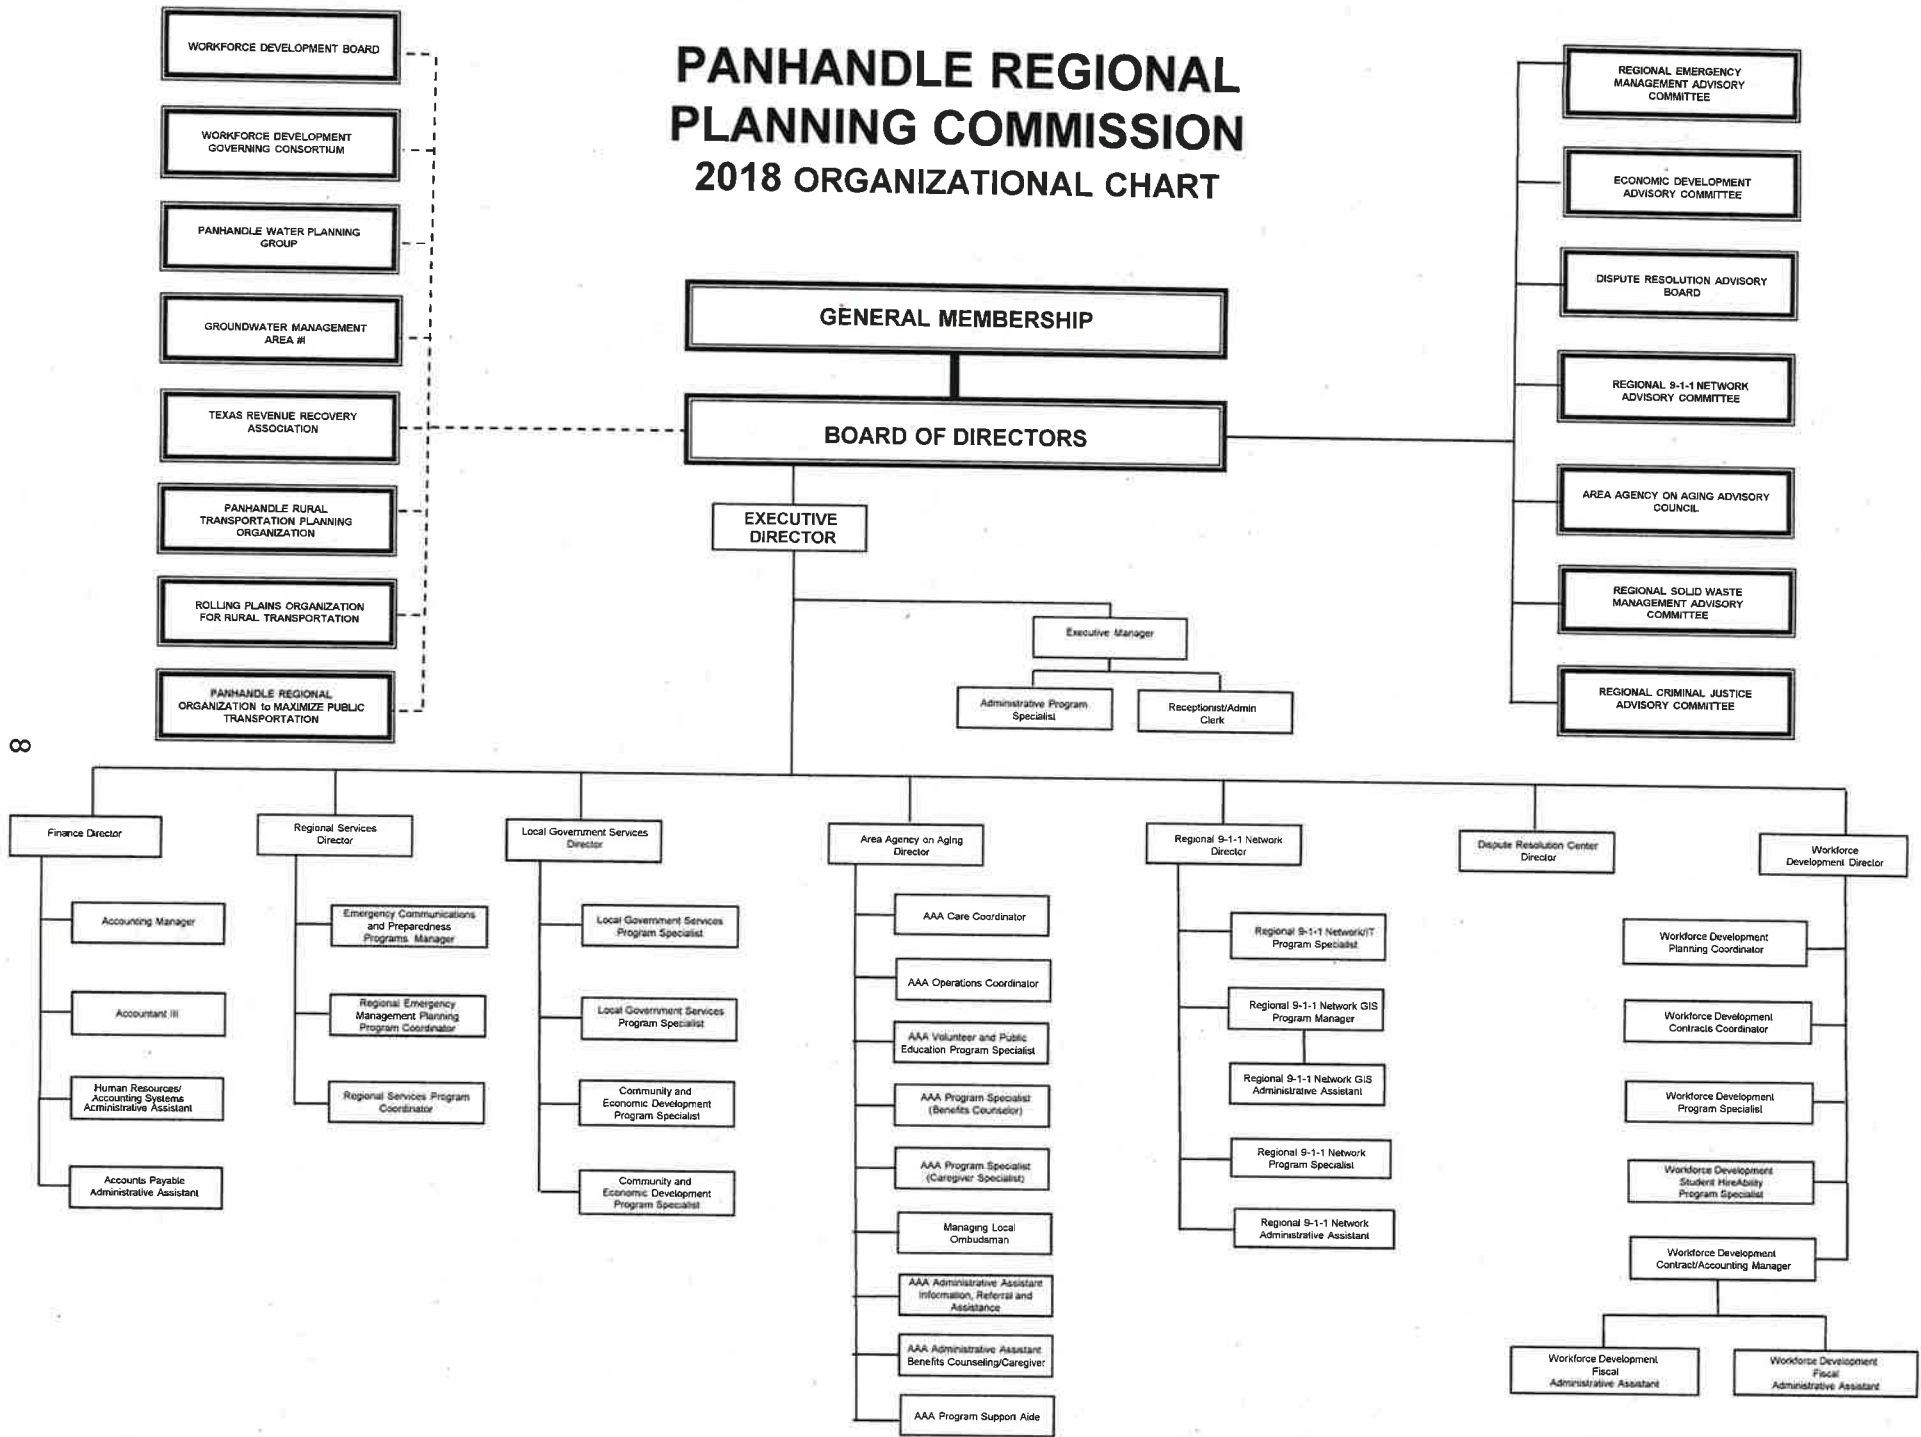 PANHANDLE REGIONAL
PLANNING COMMISSION
2018 ORGANIZATIONAL CHART
WORKFORCE DEVELOPMENT BOARD
WORKFORCE DEVELOPMENT
GOVERNING CONSORTIUM
PANHANDLE WATER PLANNING
GROUP
GROUNDWATER MANAGEMENT
AREA #I
TEXAS REVENUE RECOVERY
ASSOCIATION
PANHANDLE RURAL
TRANSPORTATION PLANNING
ORGANIZATION
ROLLING PLAINS ORGANIZATION
FOR RURAL TRANSPORTATION
PANHANDLE REGIONAL
ORGANIZATION to MAXIMIZE PUBLIC
TRANSPORTATION
GENERAL MEMBERSHIP
BOARD OF DIRECTORS
EXECUTIVE
DIRECTOR
Executive Manager
Administrative Program
Specialist
Receptionist/Admin
Clerk
REGIONAL EMERGENCY
MANAGEMENT ADVISORY
COMMITTEE
ECONOMIC DEVELOPMENT
ADVISORY COMMITTEE
DISPUTE RESOLUTION ADVISORY
BOARD
REGIONAL 9-1-1 NETWORK
ADVISORY COMMITTEE
AREA AGENCY ON AGING ADVISORY
COUNCIL
REGIONAL SOLID WASTE
MANAGEMENT ADVISORY
COMMITTEE
REGIONAL CRIMINAL JUSTICE
ADVISORY COMMITTEE
8
Finance Director
Accounting Manager
Accountant III
Human Resources/
Accounting Systems
Administrative Assistant
Accounts Payable
Administrative Assistant
Regional Services
Director
Emergency Communications
and Preparedness
Programs Manager
Regional Emergency
Management Planning
Program Coordinator
Regional Services Program
Coordinator
Local Government Services
Director
Local Government Services
Program Specialist
Local Government Services
Program Specialist
Community and
Economic Development
Program Specialist
Community and
Economic Development
Program Specialist
Area Agency on Aging
Director
AAA Care Coordinator
AAA Operations Coordinator
AAA Volunteer and Public
Education Program Specialist
AAA Program Specialist
(Benefits Counselor)
AAA Program Specialist
(Caregiver Specialist)
Managing Local
Ombudsman
AAA Administrative Assistant
Information, Referral and
Assistance
AAA Administrative Assistant
Benefits Counseling/Caregiver
AAA Program Support Aide
Regional 9-1-1 Network
Director
Regional 9-1-1 Network/IT
Program Specialist
Regional 9-1-1 Network GIS
Program Manager
Regional 9-1-1 Network GIS
Administrative Assistant
Regional 9-1-1 Network
Program Specialist
Regional 9-1-1 Network
Administrative Assistant
Dispute Resolution Center
Director
Workforce
Development Director
Workforce Development
Planning Coordinator
Workforce Development
Contracts Coordinator
Workforce Development
Program Specialist
Workforce Development
Student HireAbility
Program Specialist
Workforce Development
Contract/Accounting Manager
Workforce Development
Fiscal
Administrative Assistant
Workforce Development
Fiscal
Administrative Assistant